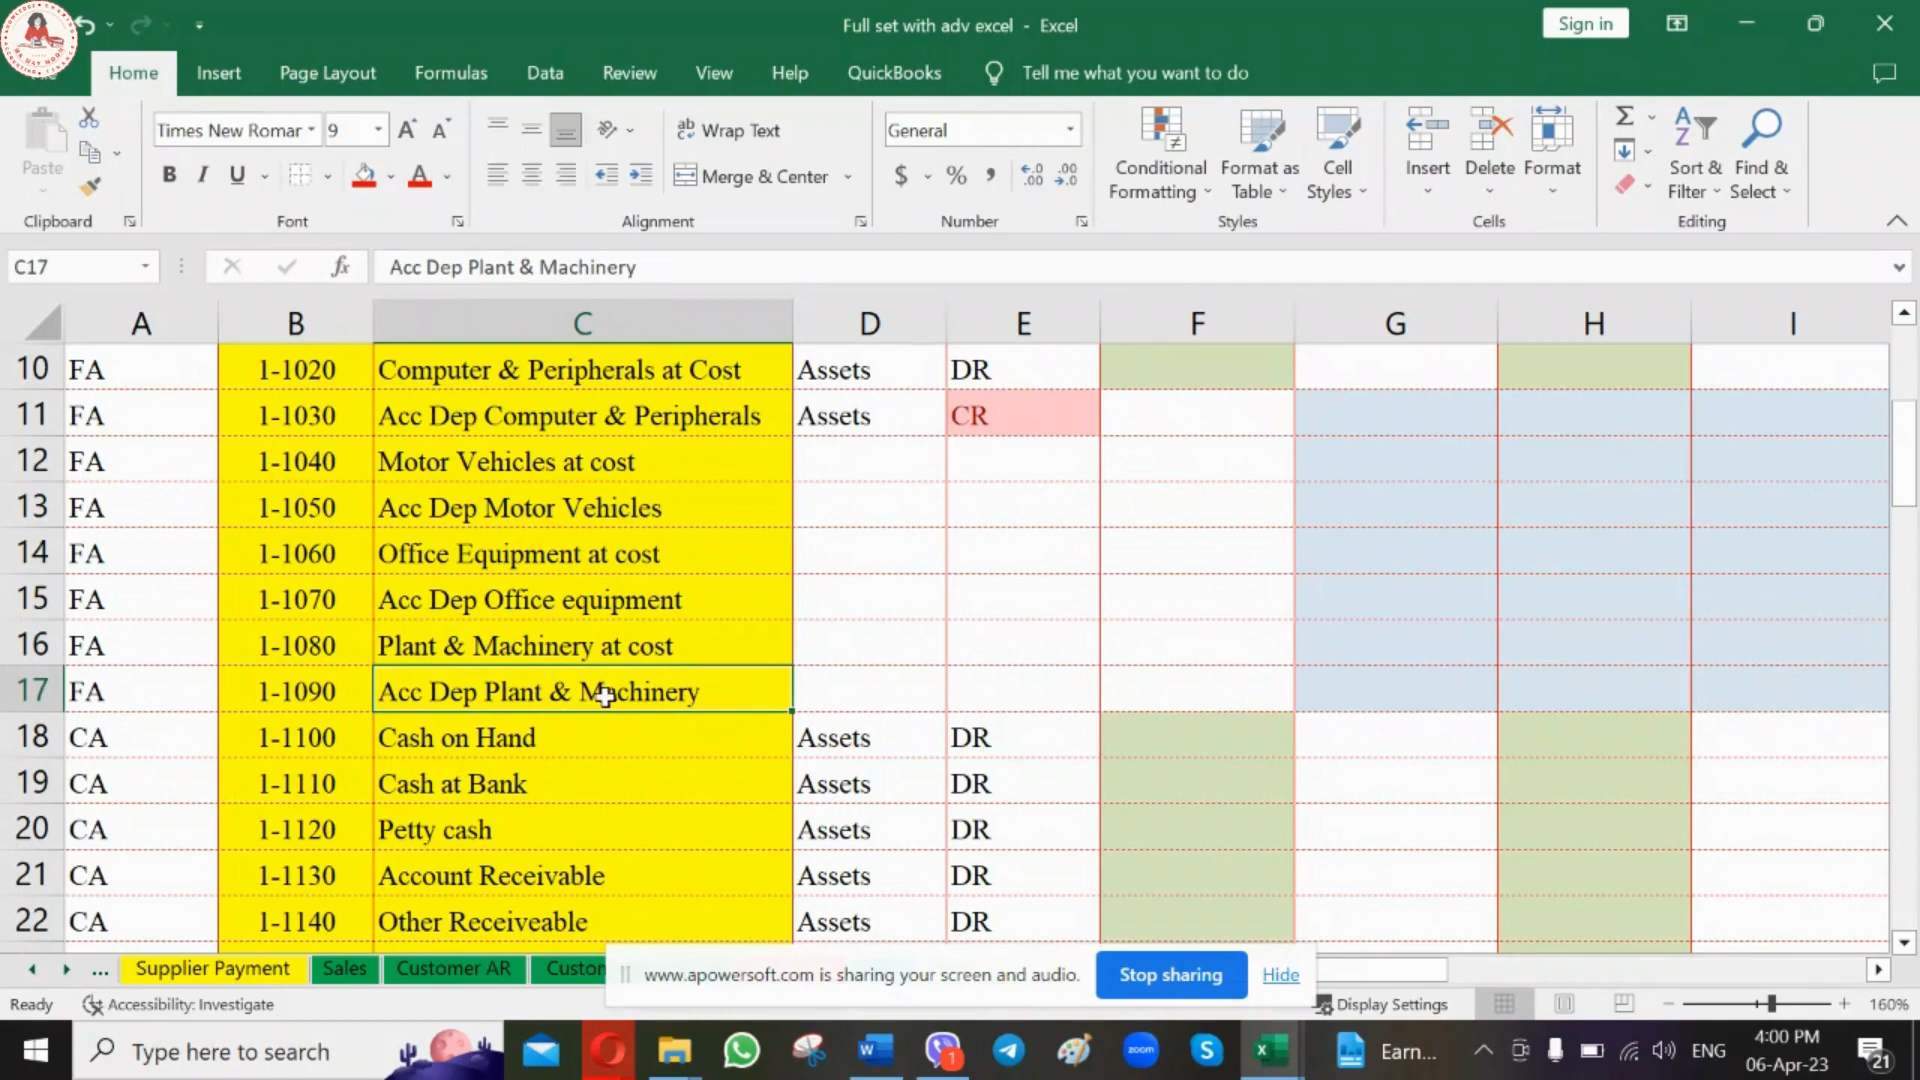 Full set with adv excel - Excel
Sign in
Home Insert Page Layout Formulas Data Review View Help QuickBooks Tell me what you want to do
Paste
Times New Romar 9
Wrap Text
General
B I U
Merge & Center
$ % ,
Conditional Formatting
Format as Table
Cell Styles
Insert Delete Format
Sort & Filter
Find & Select
Clipboard Font Alignment Number Styles Cells Editing
C17 fx Acc Dep Plant & Machinery
A B C D E F G H I
10 FA 1-1020 Computer & Peripherals at Cost Assets DR
11 FA 1-1030 Acc Dep Computer & Peripherals Assets CR
12 FA 1-1040 Motor Vehicles at cost
13 FA 1-1050 Acc Dep Motor Vehicles
14 FA 1-1060 Office Equipment at cost
15 FA 1-1070 Acc Dep Office equipment
16 FA 1-1080 Plant & Machinery at cost
17 FA 1-1090 Acc Dep Plant & Machinery
18 CA 1-1100 Cash on Hand Assets DR
19 CA 1-1110 Cash at Bank Assets DR
20 CA 1-1120 Petty cash Assets DR
21 CA 1-1130 Account Receivable Assets DR
22 CA 1-1140 Other Receiveable Assets DR
... Supplier Payment Sales Customer AR Custon
www.apowersoft.com is sharing your screen and audio. Stop sharing Hide
Ready Accessibility: Investigate Display Settings 160%
Type here to search
zoom
1
Earn...
ENG
4:00 PM
06-Apr-23
21